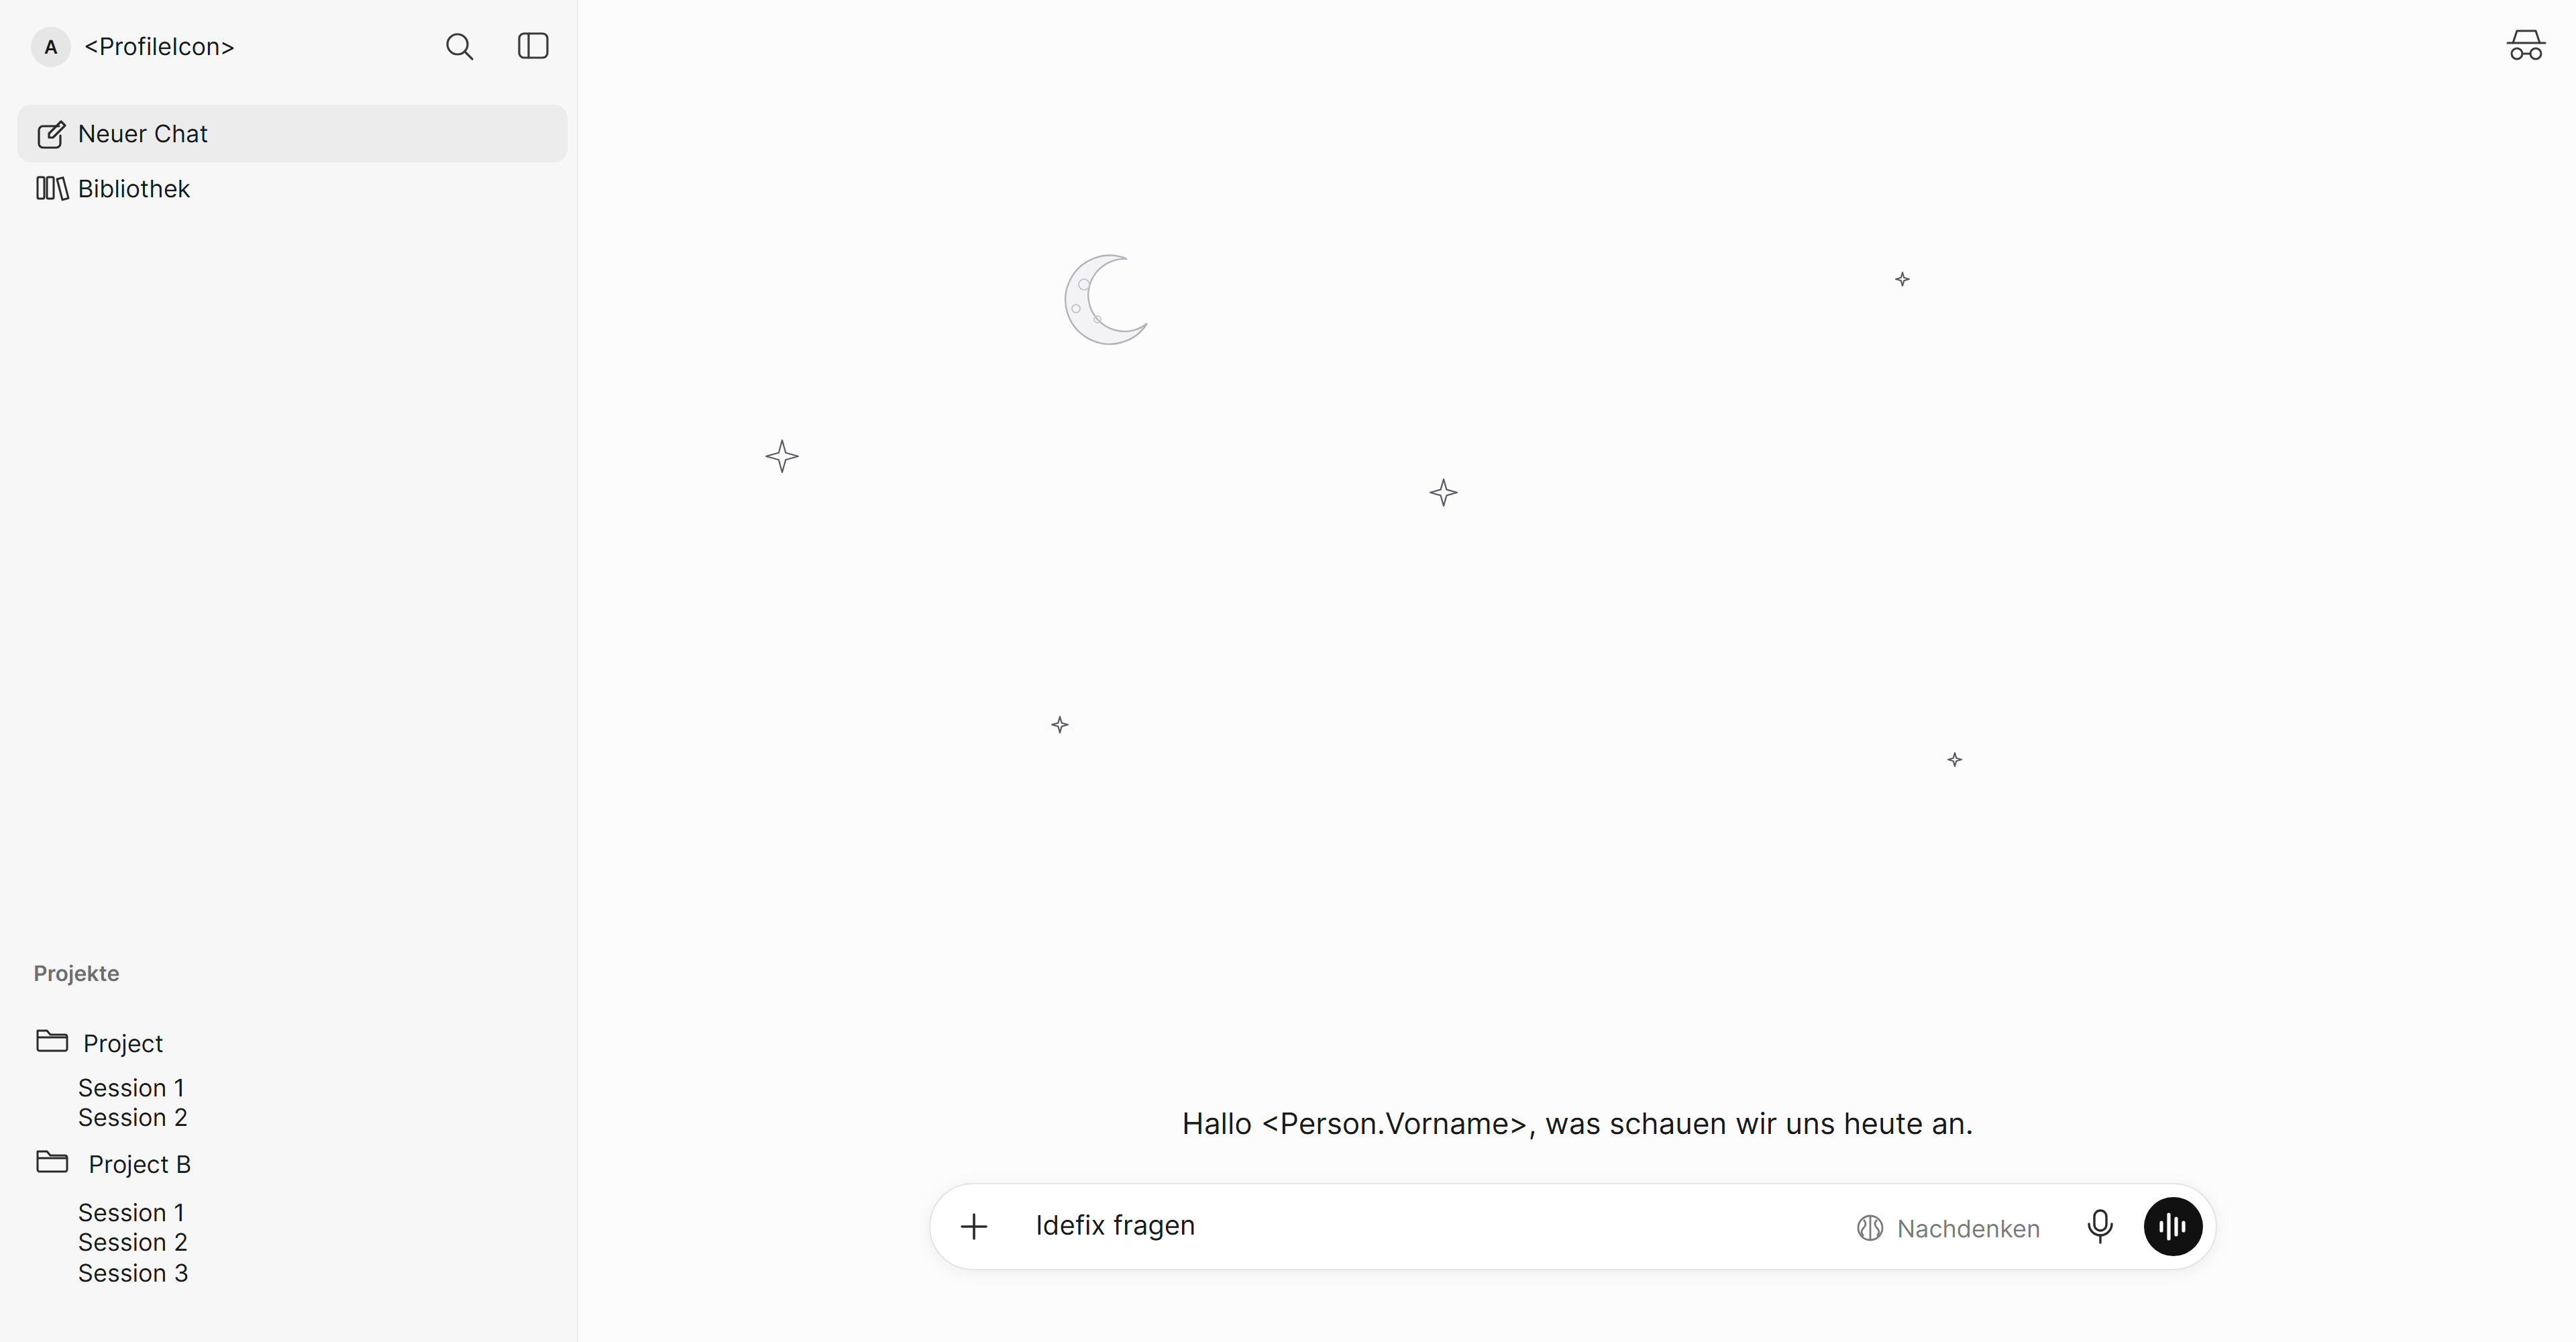 A <ProfileIcon>
Neuer Chat
Bibliothek
Projekte
Project
Session 1
Session 2
Project B
Session 1
Session 2
Session 3
Hallo <Person.Vorname>, was schauen wir uns heute an.
Idefix fragen
Nachdenken